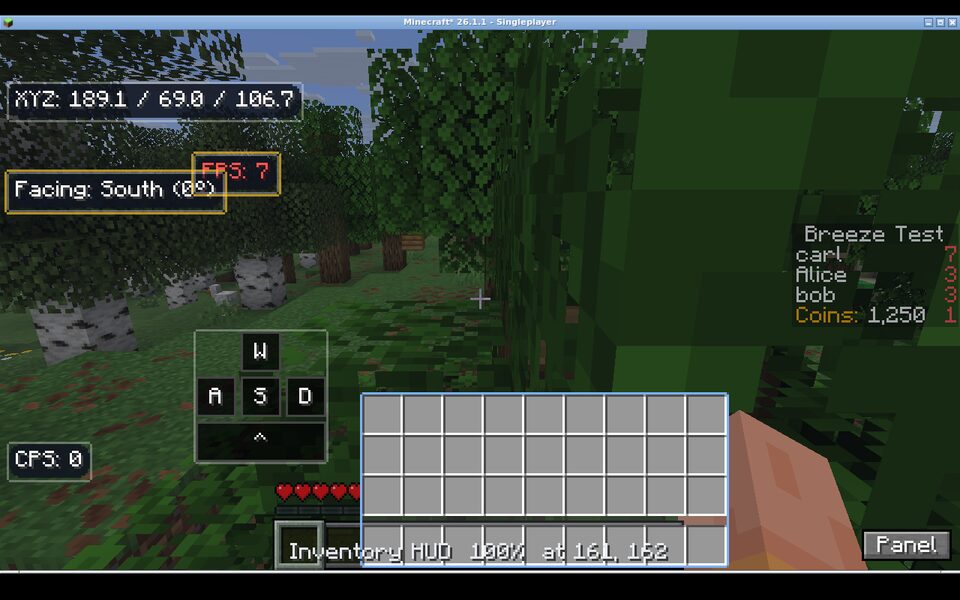 Minecraft* 26.1.1 - Singleplayer
XYZ: 189.1 / 69.0 / 106.7
FPS: 7
Facing: South (0°)
Breeze Test
carl 7
Alice 3
bob 3
Coins: 1,250 1
W
A S D
^
CPS: 0
Inventory HUD 100% at 161, 162
Panel